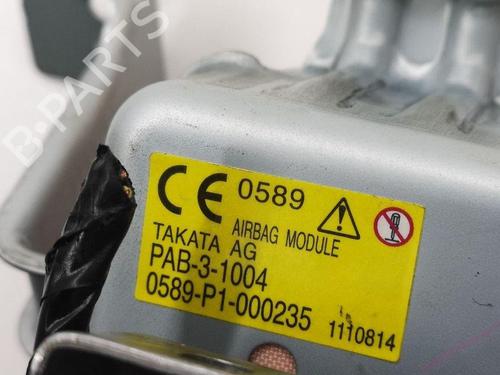 B-PARTS
CE 0589
AIRBAG MODULE
TAKATA AG
PAB-3-1004
0589-P1-000235 1110814